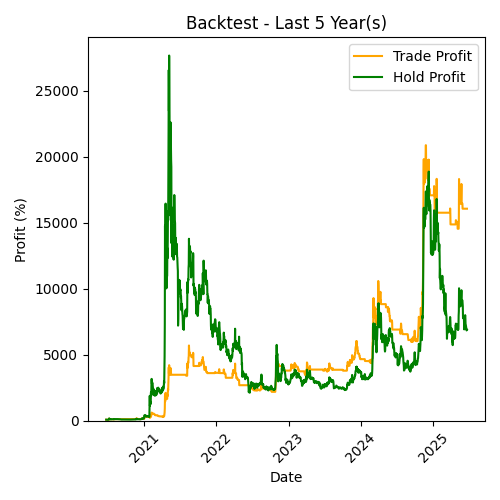 Backtest - Last 5 Year(s)
Trade Profit
Hold Profit
Profit (%)
25000
20000
15000
10000
5000
0
2021
2022
2023
2024
2025
Date